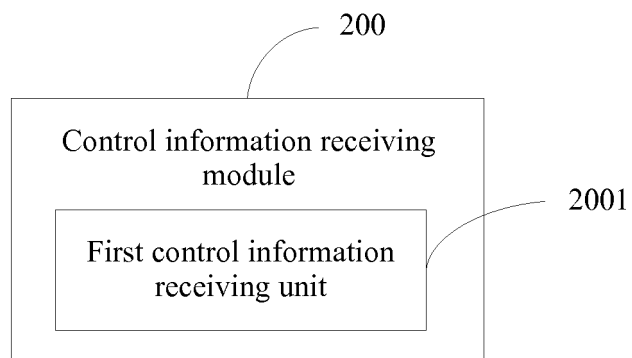 200
Control information receiving
module
2001
First control information
receiving unit